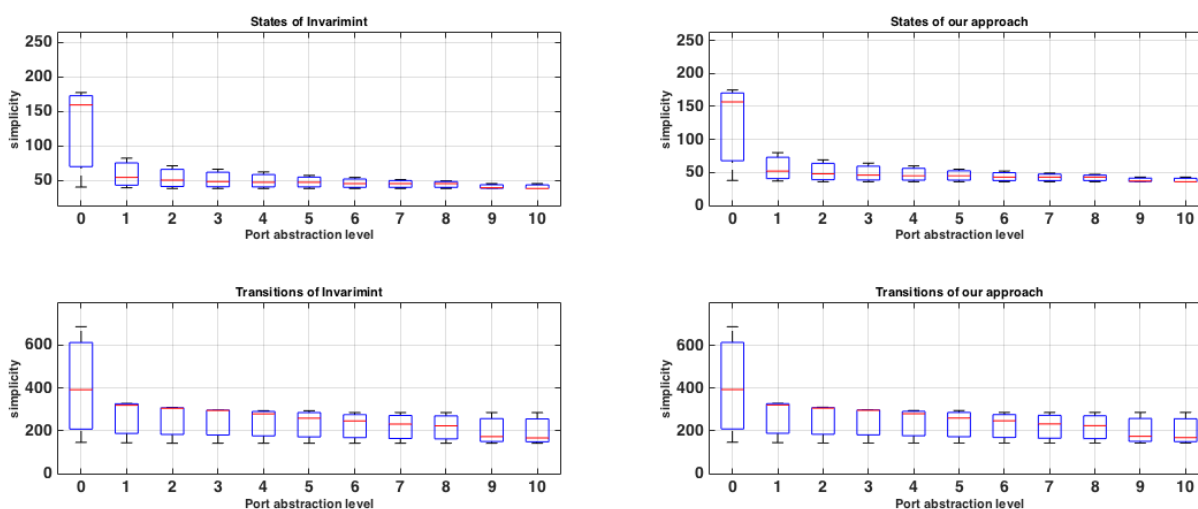 States of Invarimint
simplicity
250
200
150
100
50
0 1 2 3 4 5 6 7 8 9 10
Port abstraction level
States of our approach
simplicity
250
200
150
100
50
0
0 1 2 3 4 5 6 7 8 9 10
Port abstraction level
Transitions of Invarimint
simplicity
600
400
200
0
0 1 2 3 4 5 6 7 8 9 10
Port abstraction level
Transitions of our approach
simplicity
600
400
200
0
0 1 2 3 4 5 6 7 8 9 10
Port abstraction level